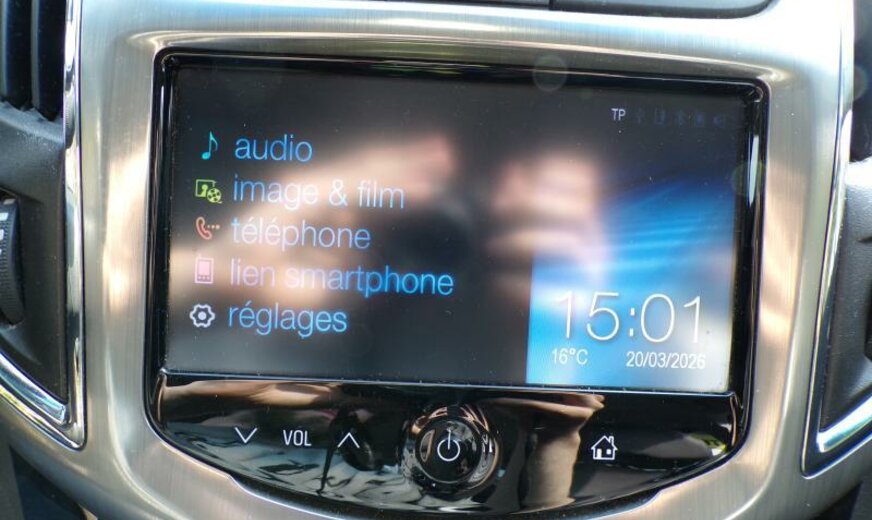 TP
audio
image & film
téléphone
lien smartphone
réglages
15:01
16°C 20/03/2026
VOL